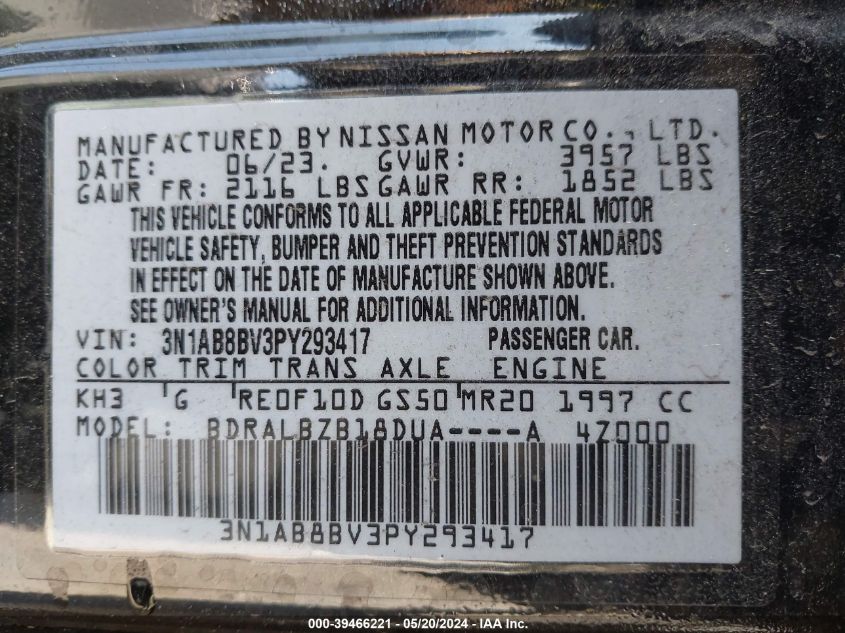 MANUFACTURED BY NISSAN MOTOR CO., LTD.
DATE: 06/23. GVWR: 3957 LBS
GAWR FR: 2116 LBS GAWR RR: 1852 LBS
THIS VEHICLE CONFORMS TO ALL APPLICABLE FEDERAL MOTOR
VEHICLE SAFETY, BUMPER AND THEFT PREVENTION STANDARDS
IN EFFECT ON THE DATE OF MANUFACTURE SHOWN ABOVE.
SEE OWNER'S MANUAL FOR ADDITIONAL INFORMATION.
VIN: 3N1AB8BV3PY293417 PASSENGER CAR.
COLOR TRIM TRANS AXLE ENGINE
KH3 G RE0F10D GS50 MR20 1997 CC
MODEL: BDRALBZB18DUA----A 4Z000
3N1AB8BV3PY293417
000-39466221 / 05/20/2024 - IAA Inc.